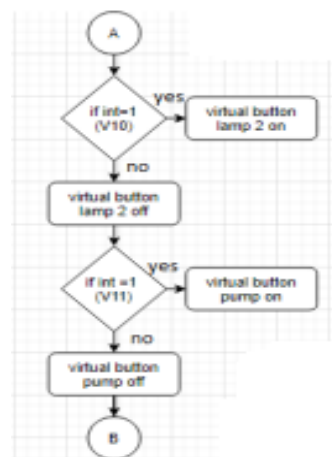 A
if int=1
(V10)
yes
virtual button
lamp 2 on
no
virtual button
lamp 2 off
if int =1
(V11)
yes
virtual button
pump on
no
virtual button
pump off
B